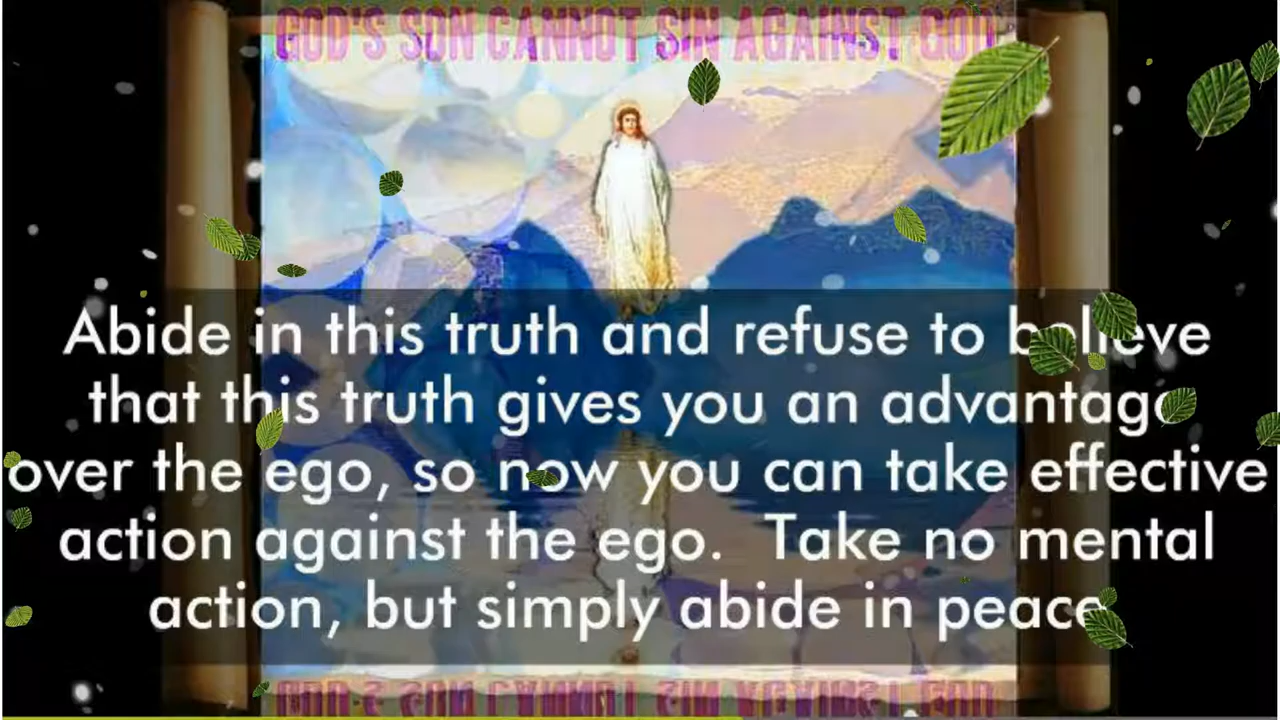 GOD'S SON CANNOT SIN AGAINST GOD
Abide in this truth and refuse to believe
that this truth gives you an advantage
over the ego, so now you can take effective
action against the ego.  Take no mental
action, but simply abide in peace